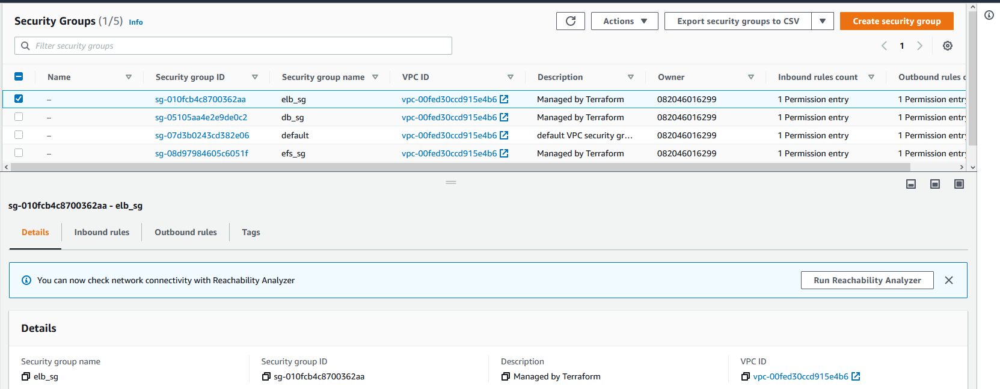 Security Groups (1/5) Info
Actions
Export security groups to CSV
Create security group
Filter security groups
1
Name Security group ID Security group name VPC ID Description Owner Inbound rules count Outbound rules c
– sg-010fcb4c8700362aa elb_sg vpc-00fed30ccd915e4b6 Managed by Terraform 082046016299 1 Permission entry 1 Permission entry
– sg-05105aa4e2e9de0c2 db_sg vpc-00fed30ccd915e4b6 Managed by Terraform 082046016299 1 Permission entry 1 Permission entry
– sg-07d3b0243cd382e06 default vpc-00fed30ccd915e4b6 default VPC security gr... 082046016299 1 Permission entry 1 Permission entry
– sg-08d97984605c6051f efs_sg vpc-00fed30ccd915e4b6 Managed by Terraform 082046016299 1 Permission entry 1 Permission entry
sg-010fcb4c8700362aa - elb_sg
Details Inbound rules Outbound rules Tags
You can now check network connectivity with Reachability Analyzer
Run Reachability Analyzer
Details
Security group name Security group ID Description VPC ID
elb_sg sg-010fcb4c8700362aa Managed by Terraform vpc-00fed30ccd915e4b6